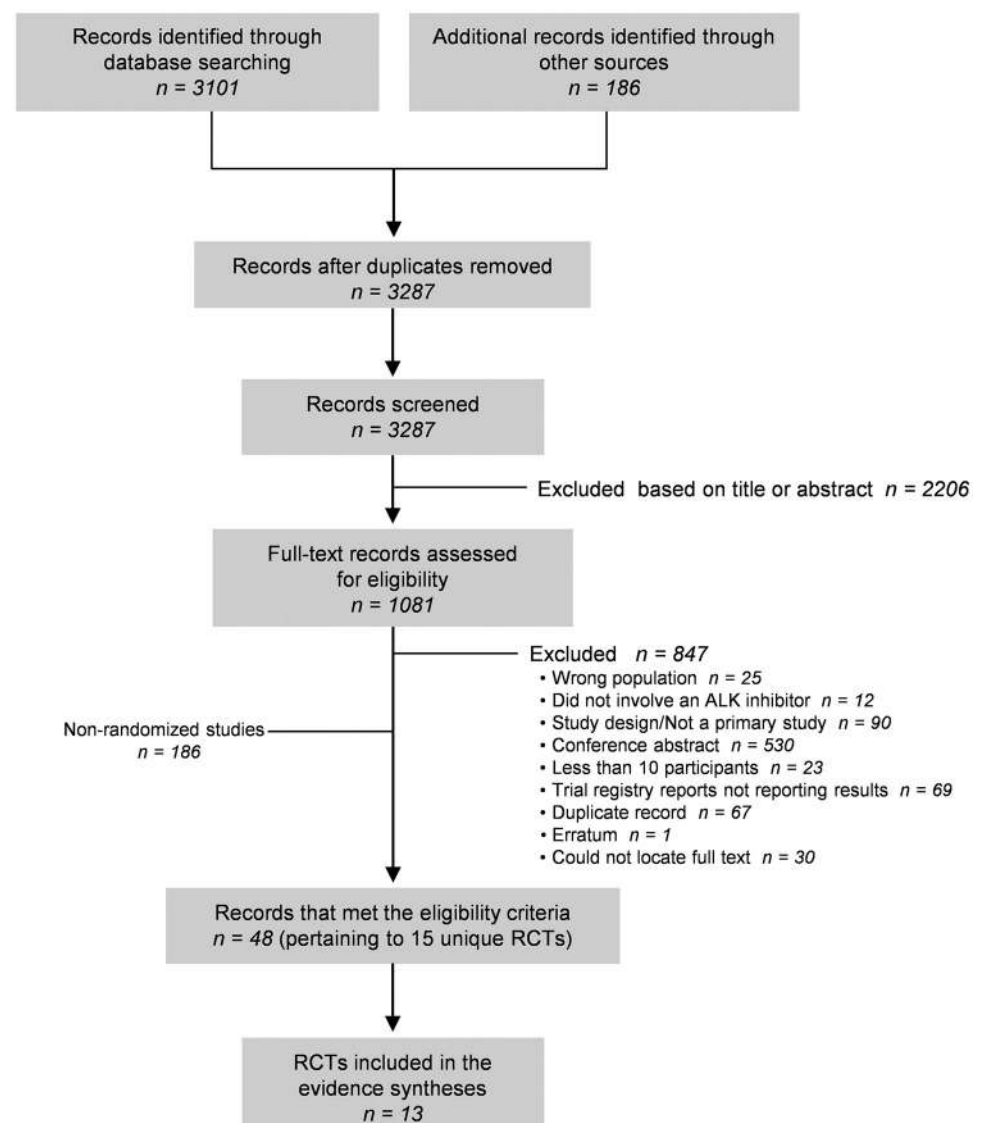 Records identified through
database searching
n = 3101
Additional records identified through
other sources
n = 186
Records after duplicates removed
n = 3287
Records screened
n = 3287
Excluded based on title or abstract n = 2206
Full-text records assessed
for eligibility
n = 1081
Excluded n = 847
• Wrong population n = 25
• Did not involve an ALK inhibitor n = 12
• Study design/Not a primary study n = 90
• Conference abstract n = 530
• Less than 10 participants n = 23
• Trial registry reports not reporting results n = 69
• Duplicate record n = 67
• Erratum n = 1
• Could not locate full text n = 30
Non-randomized studies
n = 186
Records that met the eligibility criteria
n = 48 (pertaining to 15 unique RCTs)
RCTs included in the
evidence syntheses
n = 13